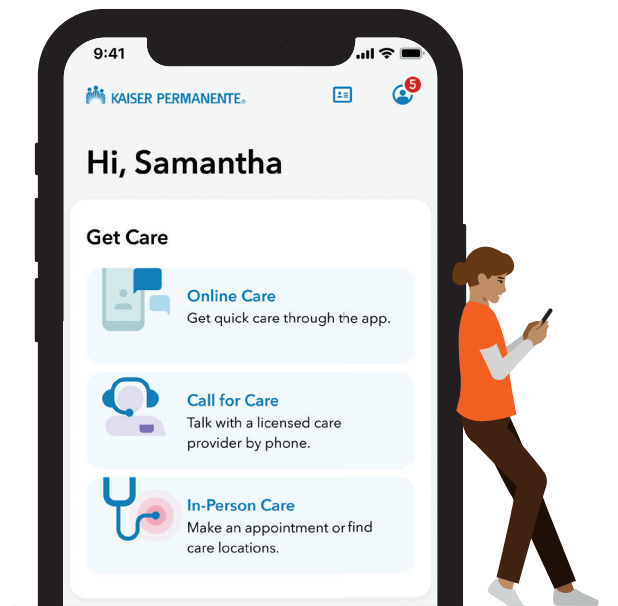 9:41
KAISER PERMANENTE®
5
Hi, Samantha
Get Care
Online Care
Get quick care through the app.
Call for Care
Talk with a licensed care
provider by phone.
In-Person Care
Make an appointment or find
care locations.